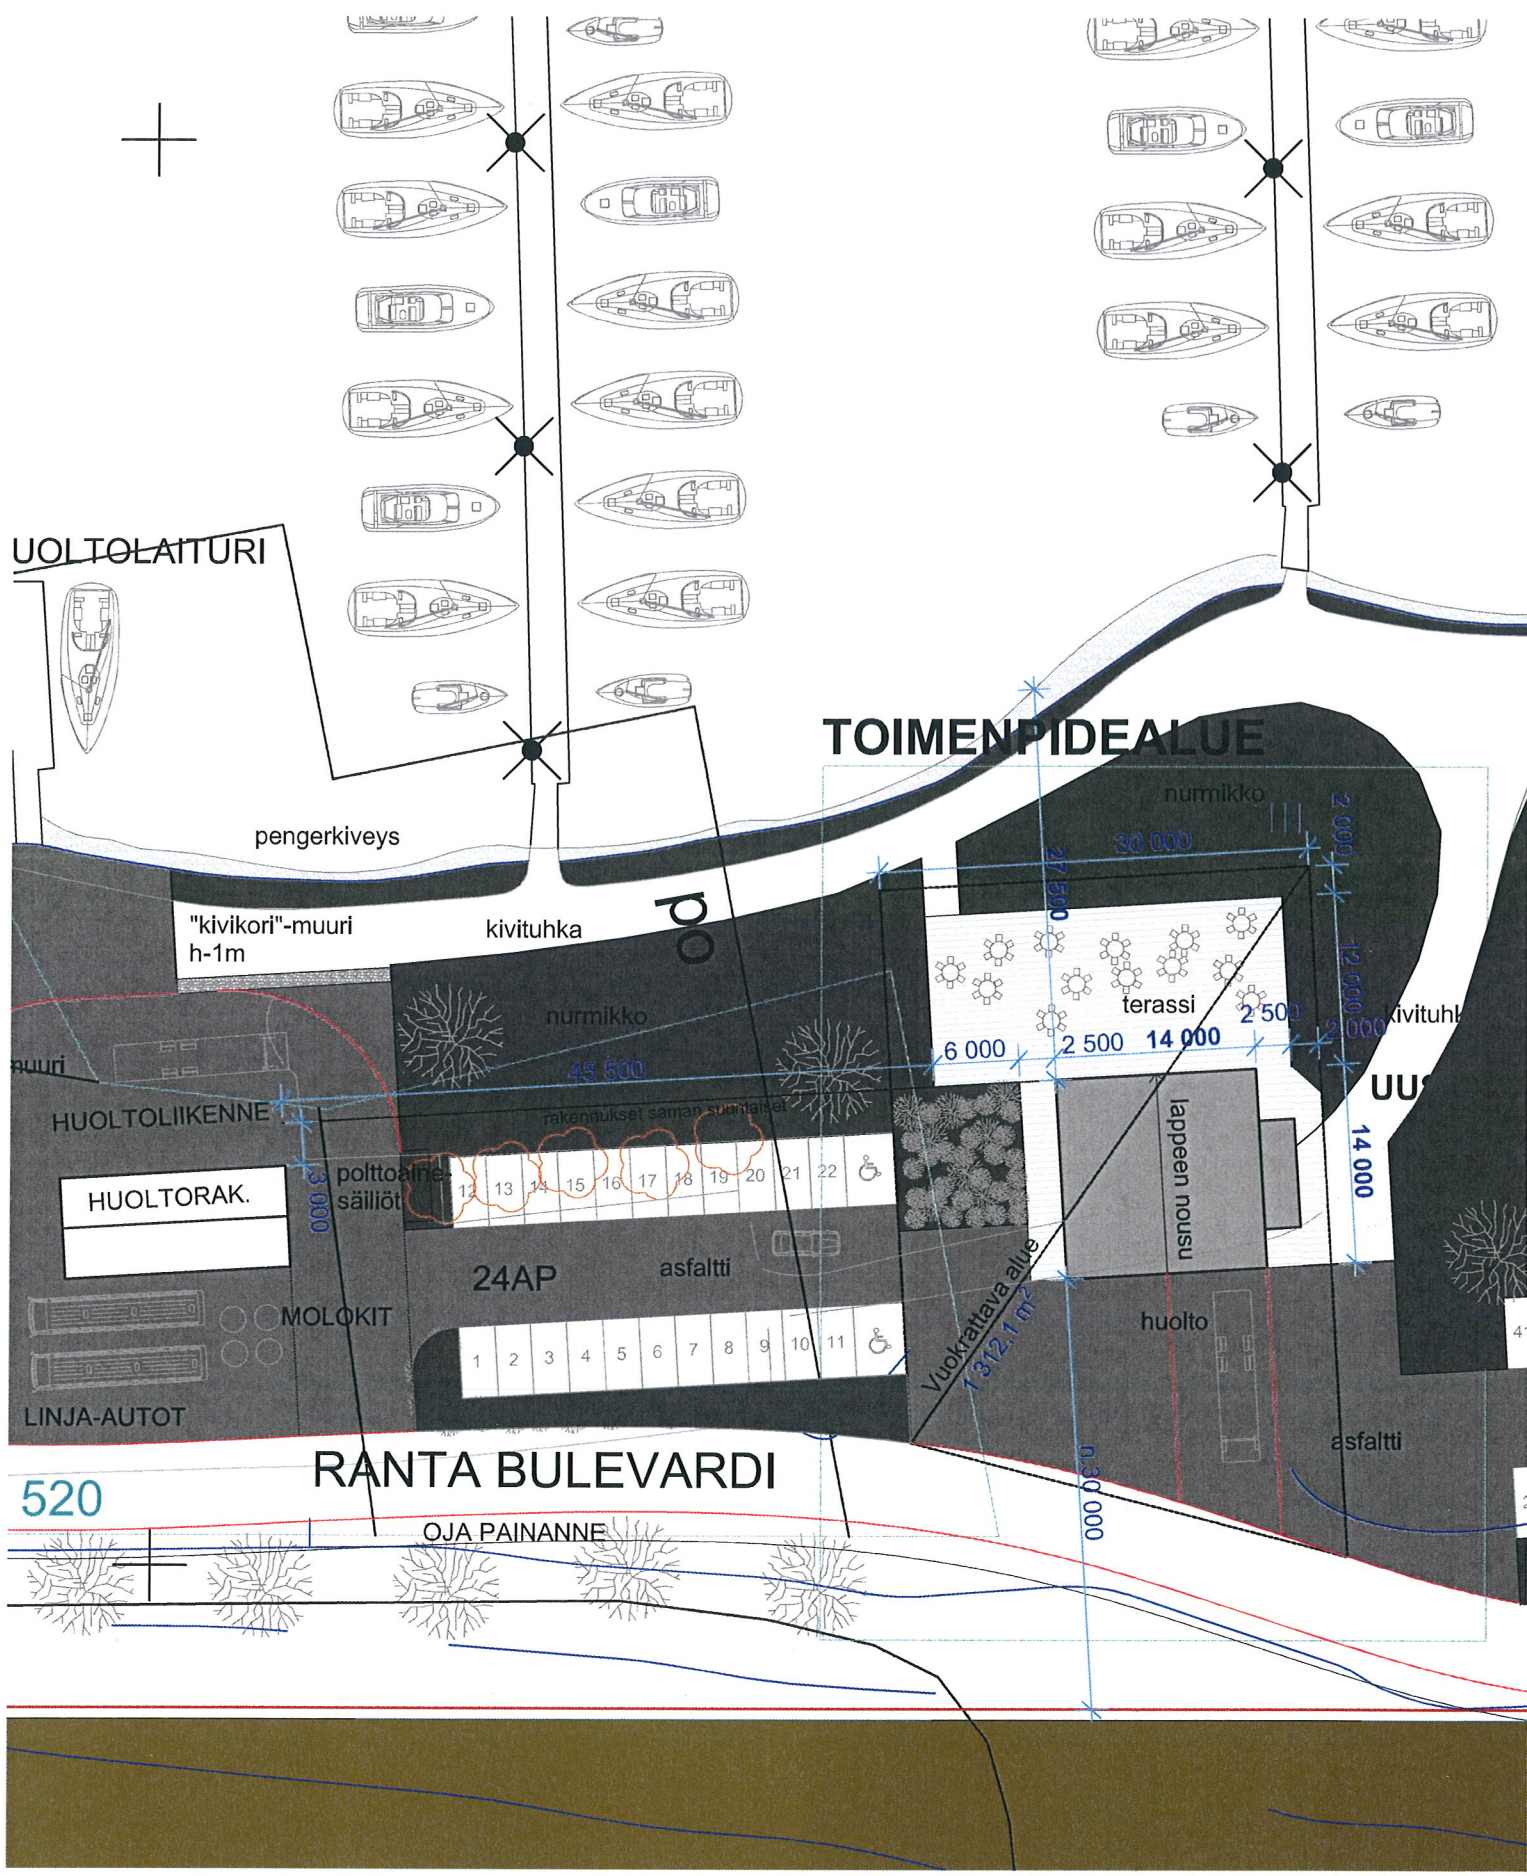 UOLTOLAITURI
TOIMENPIDEALUE
nurmikko
2 000
30 000
27 500
pengerkiveys
"kivikori"-muuri
h-1m
kivituhka
po
12 000
terassi
2 500
kivituhk
2 000
nurmikko
6 000
2 500
14 000
muuri
45 500
UUS
HUOLTOLIIKENNE
rakennukset saman suuntaiset
lappeen nousu
14 000
polttoaine-
säiliöt
3 000
HUOLTORAK.
12
13
14
15
16
17
18
19
20
21
22
24AP
asfaltti
Vuokrattava alue
1 312,1 m²
huolto
MOLOKIT
1
2
3
4
5
6
7
8
9
10
11
LINJA-AUTOT
asfaltti
n.30 000
RANTA BULEVARDI
520
OJA PAINANNE